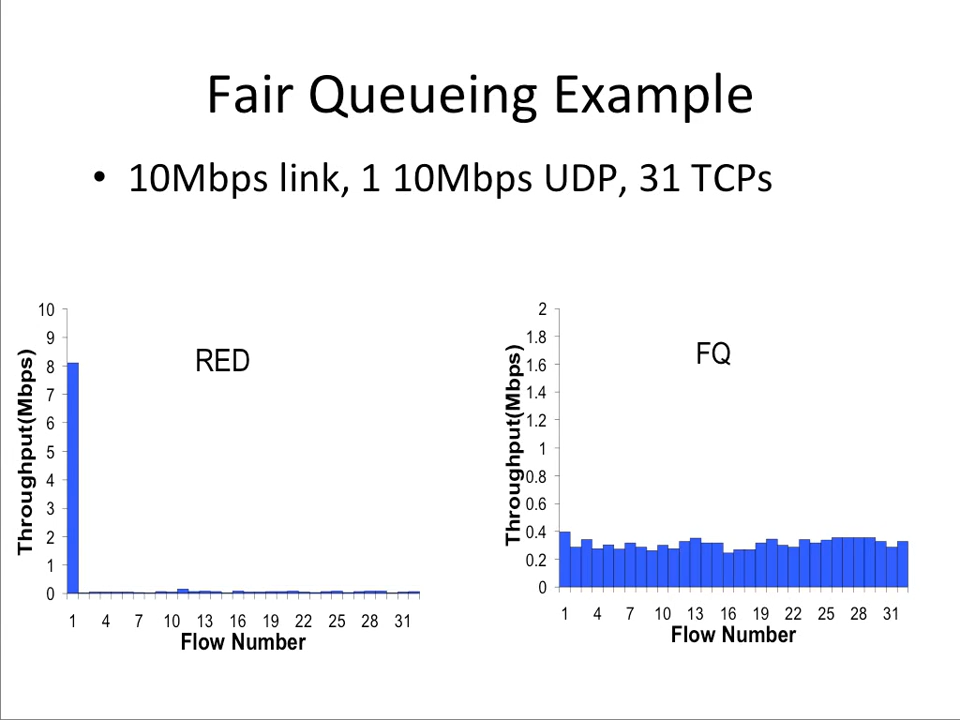 Fair Queueing Example
• 10Mbps link, 1 10Mbps UDP, 31 TCPs
RED
Throughput(Mbps)
10
9
8
7
6
5
4
3
2
1
0
1 4 7 10 13 16 19 22 25 28 31
Flow Number
FQ
Throughput(Mbps)
2
1.8
1.6
1.4
1.2
1
0.8
0.6
0.4
0.2
0
1 4 7 10 13 16 19 22 25 28 31
Flow Number